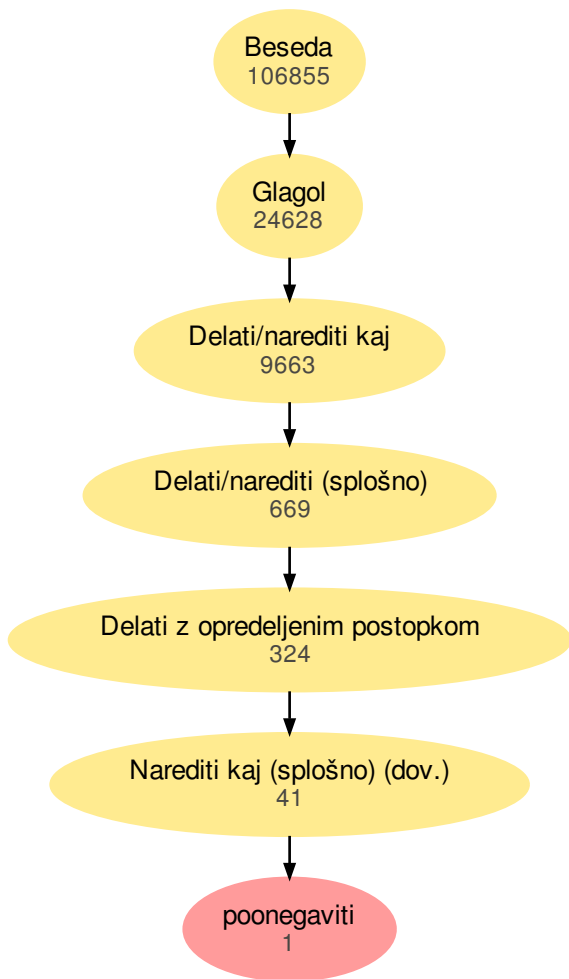 Beseda
106855
Glagol
24628
Delati/narediti kaj
9663
Delati/narediti (splošno)
669
Delati z opredeljenim postopkom
324
Narediti kaj (splošno) (dov.)
41
poonegaviti
1